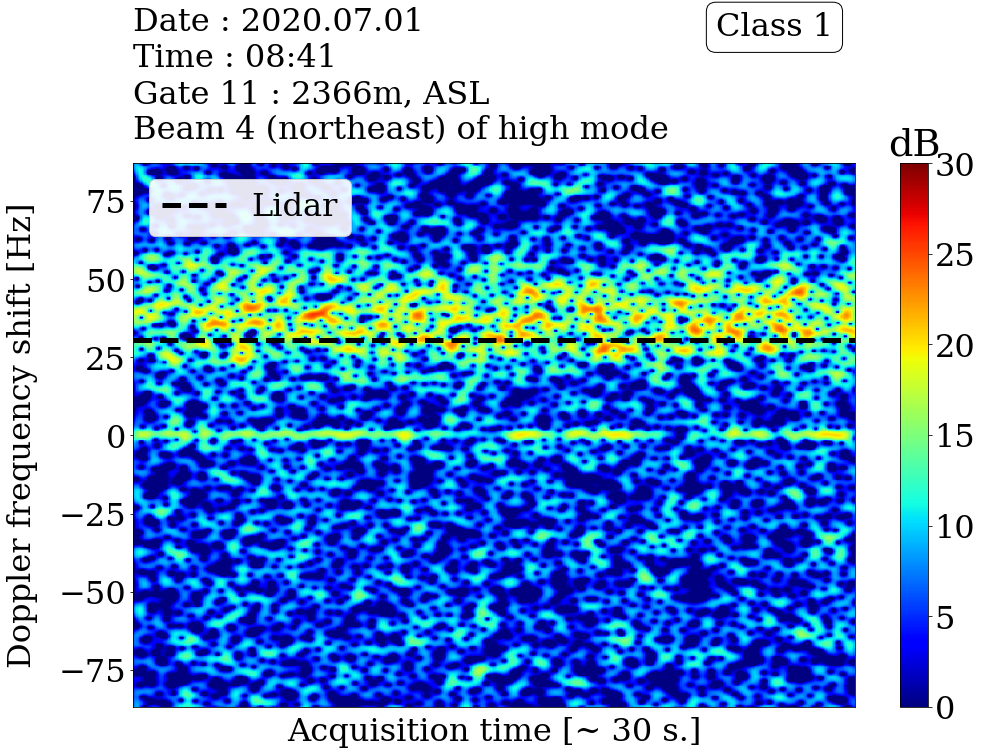 Date : 2020.07.01
Time : 08:41
Gate 11 : 2366m, ASL
Beam 4 (northeast) of high mode
Class 1
dB
Lidar
Doppler frequency shift [Hz]
75
50
25
0
−25
−50
−75
30
25
20
15
10
5
0
Acquisition time [~ 30 s.]